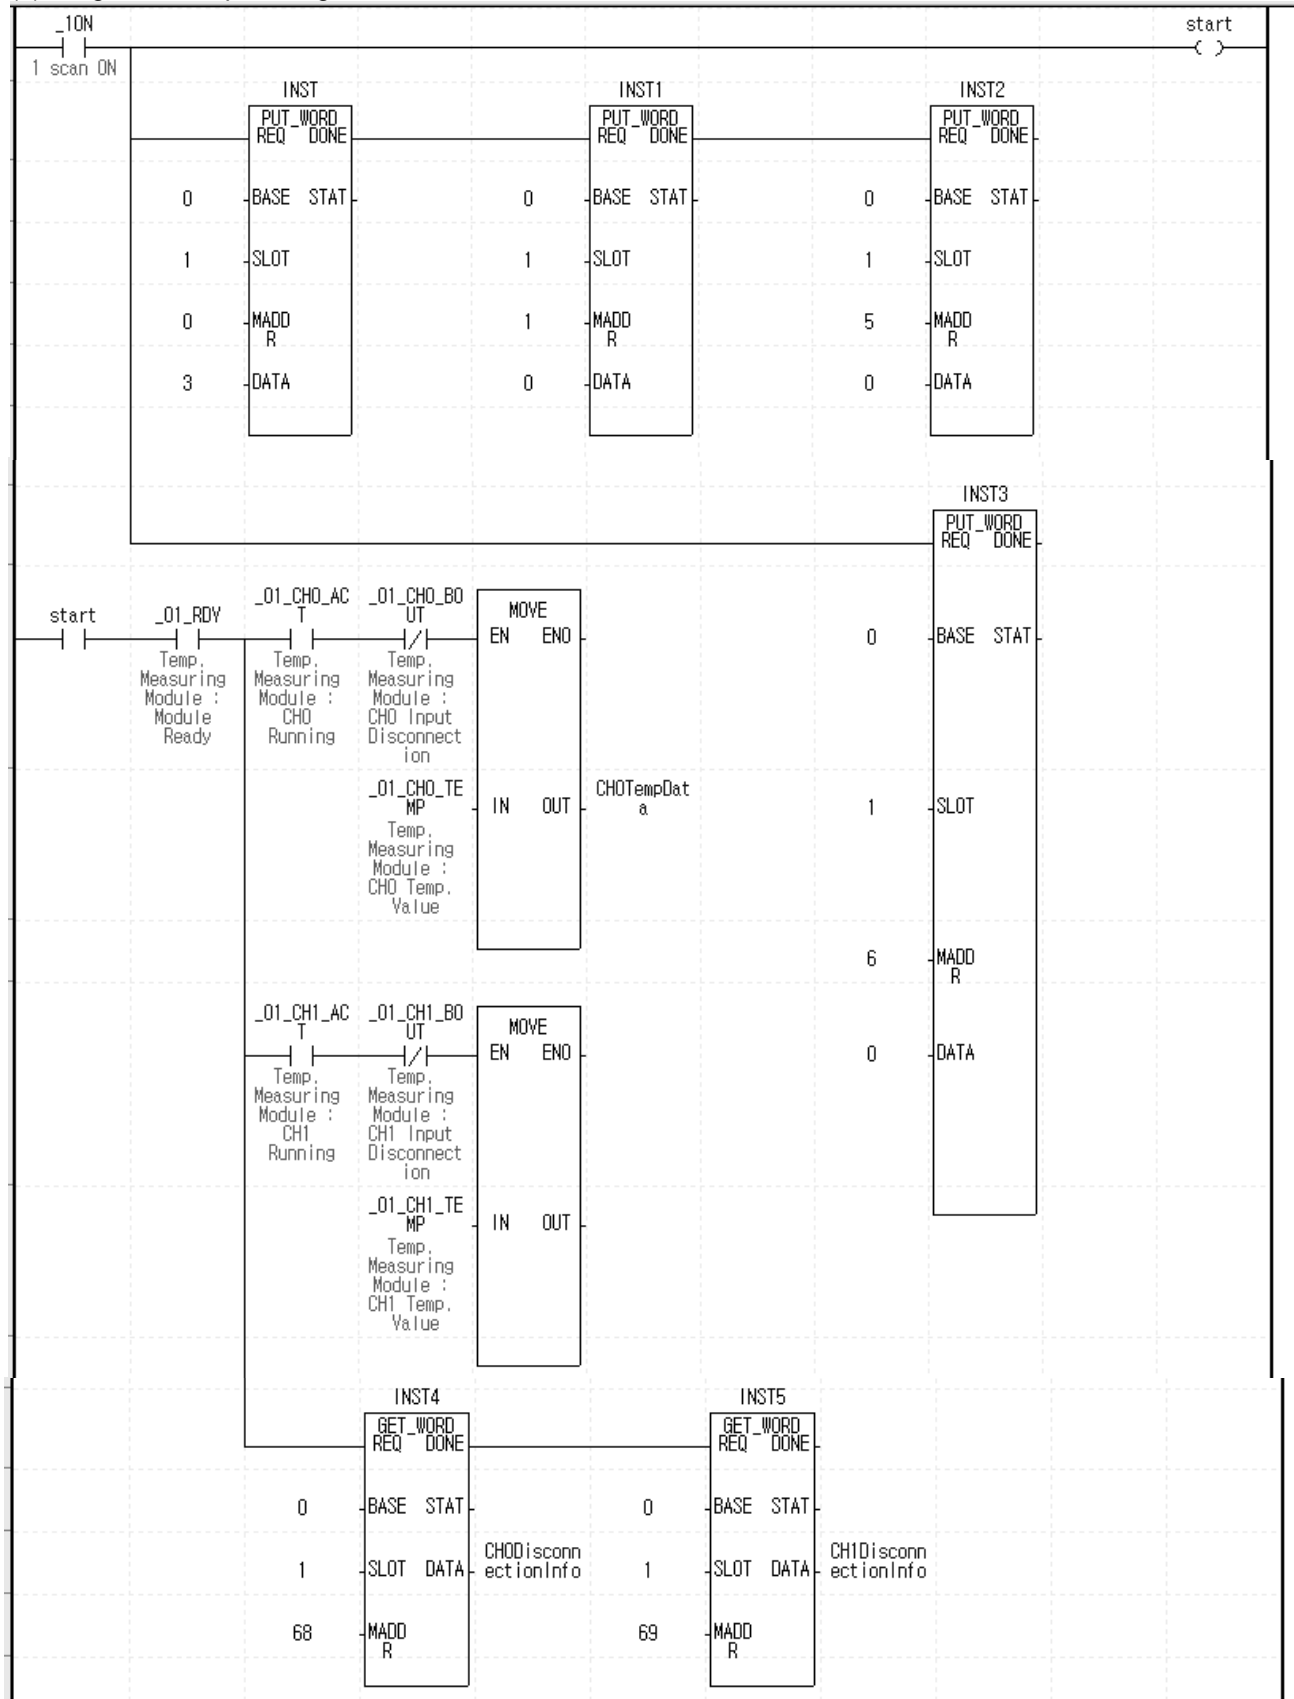 _1ON start
1 scan ON
INST INST1 INST2
PUT_WORD PUT_WORD PUT_WORD
REQ DONE REQ DONE REQ DONE
0 BASE STAT 0 BASE STAT 0 BASE STAT
1 SLOT 1 SLOT 1 SLOT
0 MADD 1 MADD 5 MADD
R R R
3 DATA 0 DATA 0 DATA
INST3
PUT_WORD
REQ DONE
0 BASE STAT
1 SLOT
6 MADD
R
0 DATA
start
_01_RDY
Temp.
Measuring
Module :
Module
Ready
_01_CH0_AC
T
Temp.
Measuring
Module :
CH0
Running
_01_CH0_BO
UT
Temp.
Measuring
Module :
CH0 Input
Disconnect
ion
MOVE
EN ENO
_01_CH0_TE
MP
Temp.
Measuring
Module :
CH0 Temp.
Value
IN OUT
CH0TempDat
a
_01_CH1_AC
T
Temp.
Measuring
Module :
CH1
Running
_01_CH1_BO
UT
Temp.
Measuring
Module :
CH1 Input
Disconnect
ion
MOVE
EN ENO
_01_CH1_TE
MP
Temp.
Measuring
Module :
CH1 Temp.
Value
IN OUT
INST4 INST5
GET_WORD GET_WORD
REQ DONE REQ DONE
0 BASE STAT 0 BASE STAT
1 SLOT DATA CH0Disconn 1 SLOT DATA CH1Disconn
ectionInfo ectionInfo
68 MADD 69 MADD
R R